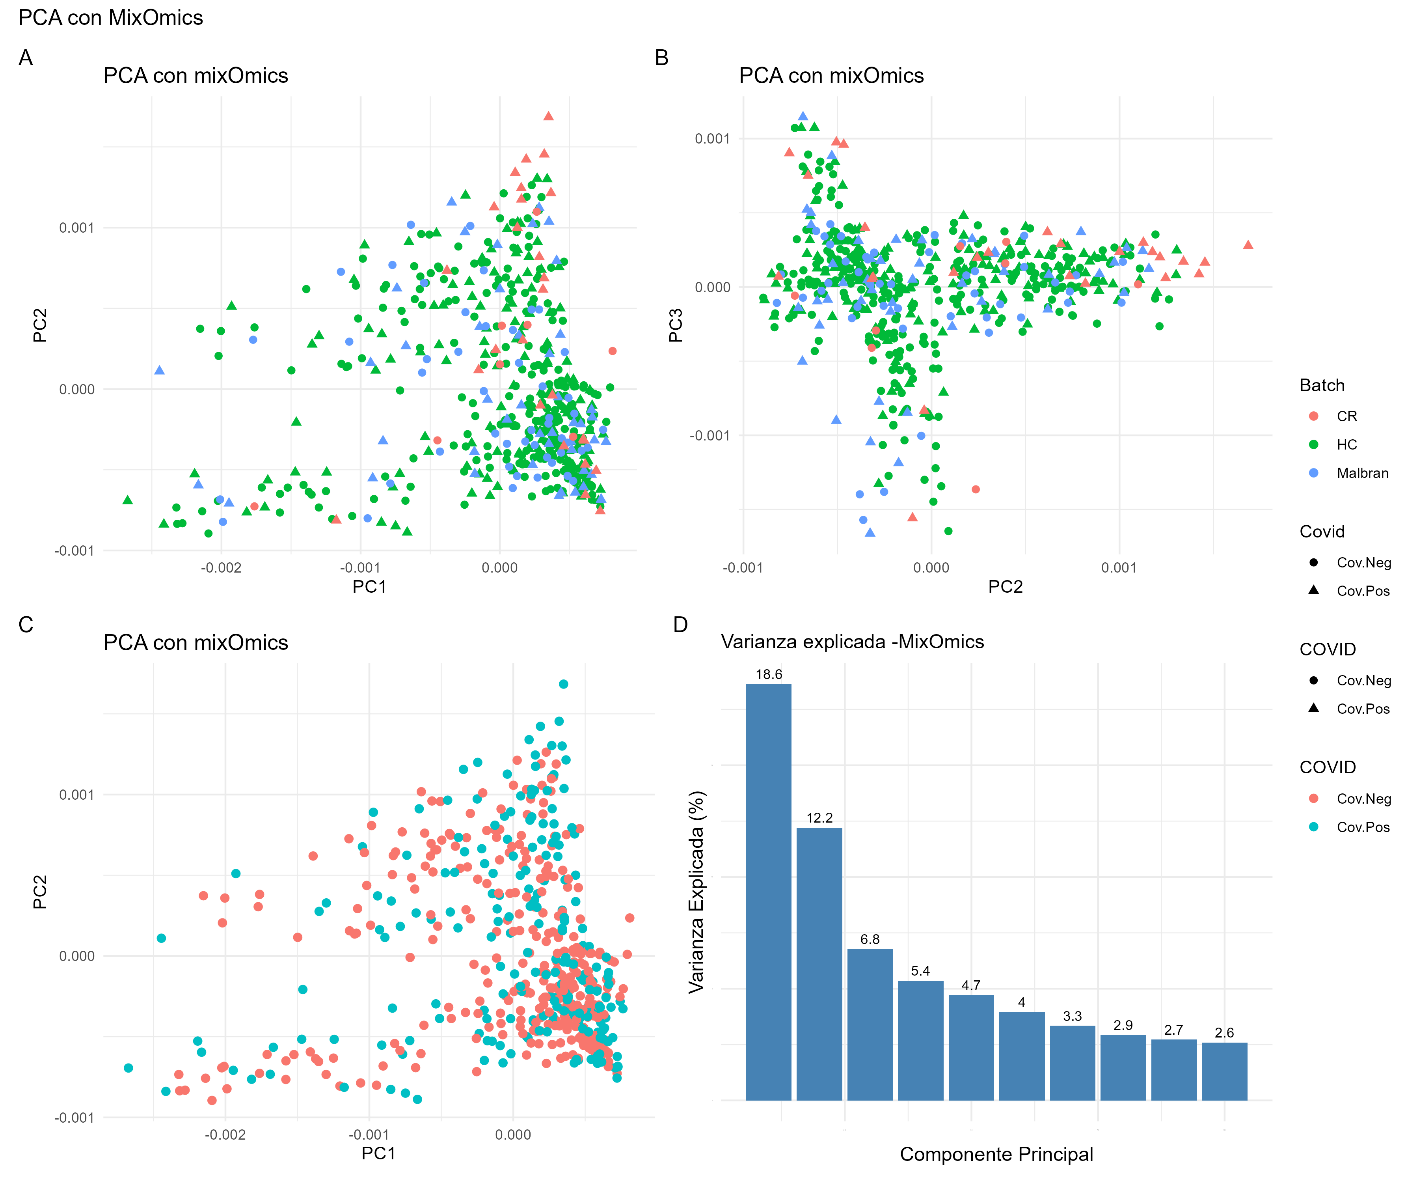 PCA con MixOmics
A
PCA con mixOmics
0.001
0.000
-0.001
PC2
-0.002
-0.001
0.000
PC1
B
PCA con mixOmics
0.001
0.000
-0.001
PC3
-0.001
0.000
0.001
PC2
Batch
CR
HC
Malbran
Covid
Cov.Neg
Cov.Pos
COVID
Cov.Neg
Cov.Pos
COVID
Cov.Neg
Cov.Pos
C
PCA con mixOmics
0.001
0.000
-0.001
PC2
-0.002
-0.001
0.000
PC1
D
Varianza explicada -MixOmics
18.6
12.2
6.8
5.4
4.7
4
3.3
2.9
2.7
2.6
Varianza Explicada (%)
Componente Principal